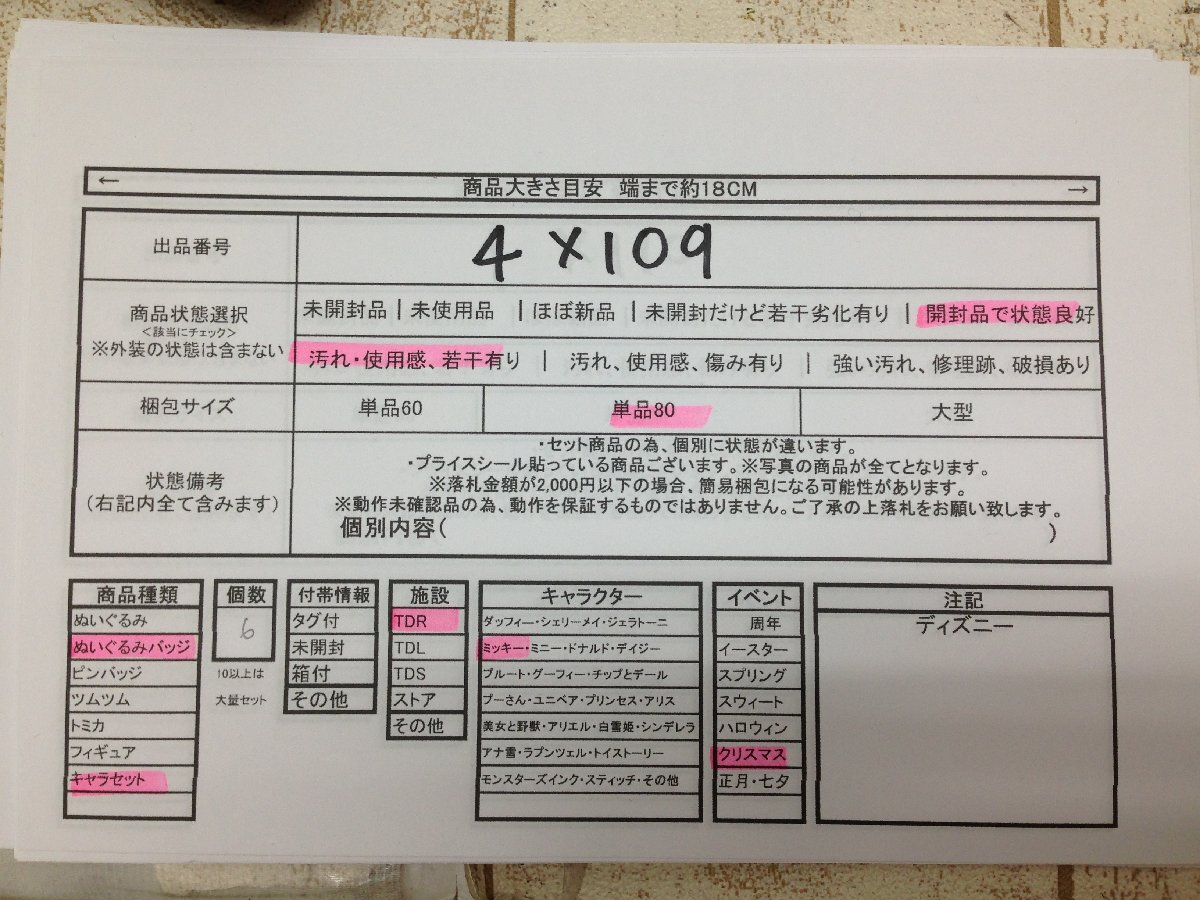 ← 商品大きさ目安 端まで約18CM →
出品番号 4×109
商品状態選択
<該当にチェック>
※外装の状態は含まない
未開封品 | 未使用品 | ほぼ新品 | 未開封だけど若干劣化有り | 開封品で状態良好
汚れ・使用感、若干有り | 汚れ、使用感、傷み有り | 強い汚れ、修理跡、破損あり
梱包サイズ 単品60 単品80 大型
状態備考
(右記内全て含みます)
・セット商品の為、個別に状態が違います。
・プライスシール貼っている商品ございます。※写真の商品が全てとなります。
※落札金額が2,000円以下の場合、簡易梱包になる可能性があります。
※動作未確認品の為、動作を保証するものではありません。ご了承の上落札をお願い致します。
個別内容( )
商品種類
ぬいぐるみ
ぬいぐるみバッジ
ピンバッジ
ツムツム
トミカ
フィギュア
キャラセット
個数
6
10以上は
大量セット
付帯情報
タグ付
未開封
箱付
その他
施設
TDR
TDL
TDS
ストア
その他
キャラクター
ダッフィー・シェリーメイ・ジェラトーニ
ミッキー・ミニー・ドナルド・デイジー
プルート・グーフィー・チップとデール
プーさん・ユニベア・プリンセス・アリス
美女と野獣・アリエル・白雪姫・シンデレラ
アナ雪・ラプンツェル・トイストーリー
モンスターズインク・スティッチ・その他
イベント
周年
イースター
スプリング
スウィート
ハロウィン
クリスマス
正月・七夕
注記
ディズニー